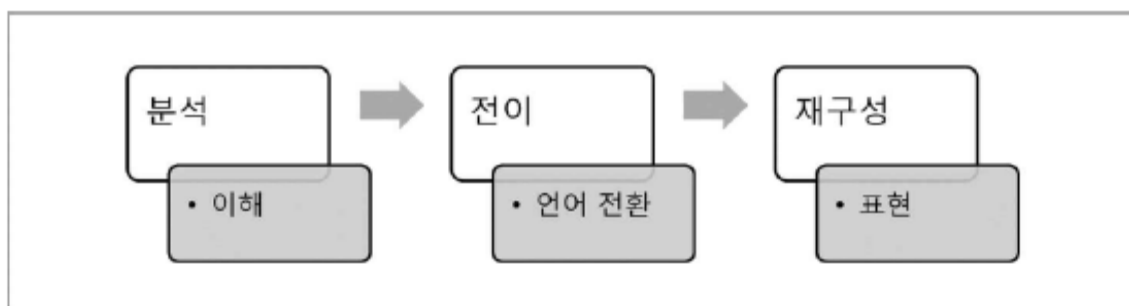 분석
전이
재구성
• 이해
• 언어 전환
• 표현